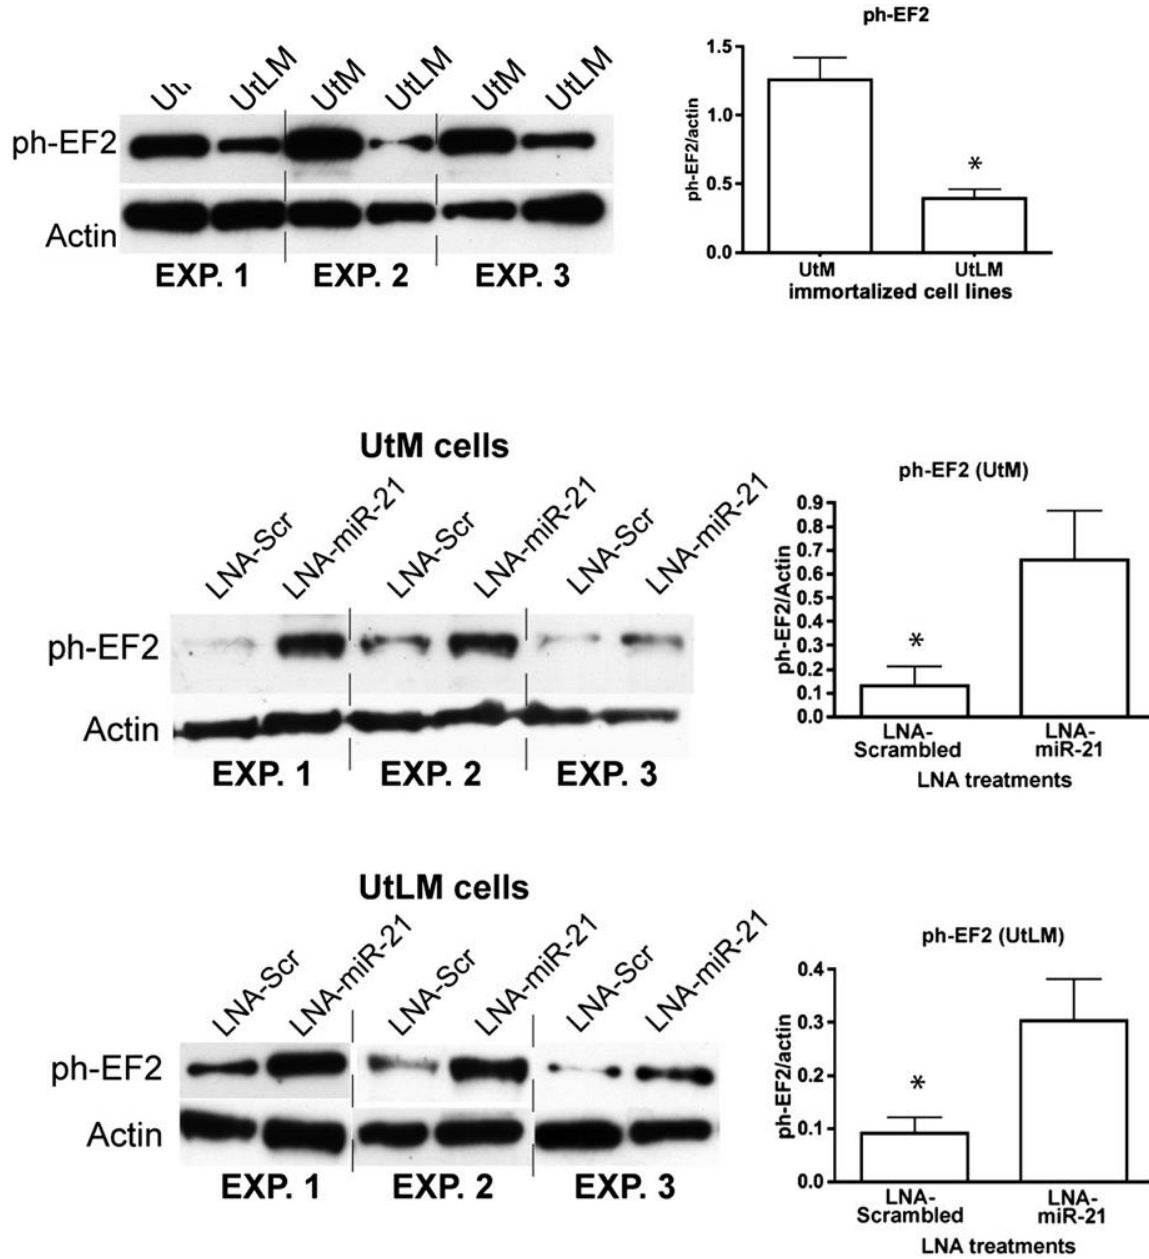 UtLM UtM UtLM UtM UtLM
ph-EF2
Actin
EXP. 1 EXP. 2 EXP. 3
ph-EF2
ph-EF2/actin
1.5
1.0
0.5
0.0
*
UtM UtLM
immortalized cell lines
UtM cells
LNA-Scr LNA-miR-21 LNA-Scr LNA-miR-21 LNA-Scr LNA-miR-21
ph-EF2
Actin
EXP. 1 EXP. 2 EXP. 3
ph-EF2 (UtM)
ph-EF2/Actin
0.9
0.8
0.7
0.6
0.5
0.4
0.3
0.2
0.1
0.0
*
LNA- LNA-
Scrambled miR-21
LNA treatments
UtLM cells
LNA-Scr LNA-miR-21 LNA-Scr LNA-miR-21 LNA-Scr LNA-miR-21
ph-EF2
Actin
EXP. 1 EXP. 2 EXP. 3
ph-EF2 (UtLM)
ph-EF2/actin
0.4
0.3
0.2
0.1
0.0
*
LNA- LNA-
Scrambled miR-21
LNA treatments